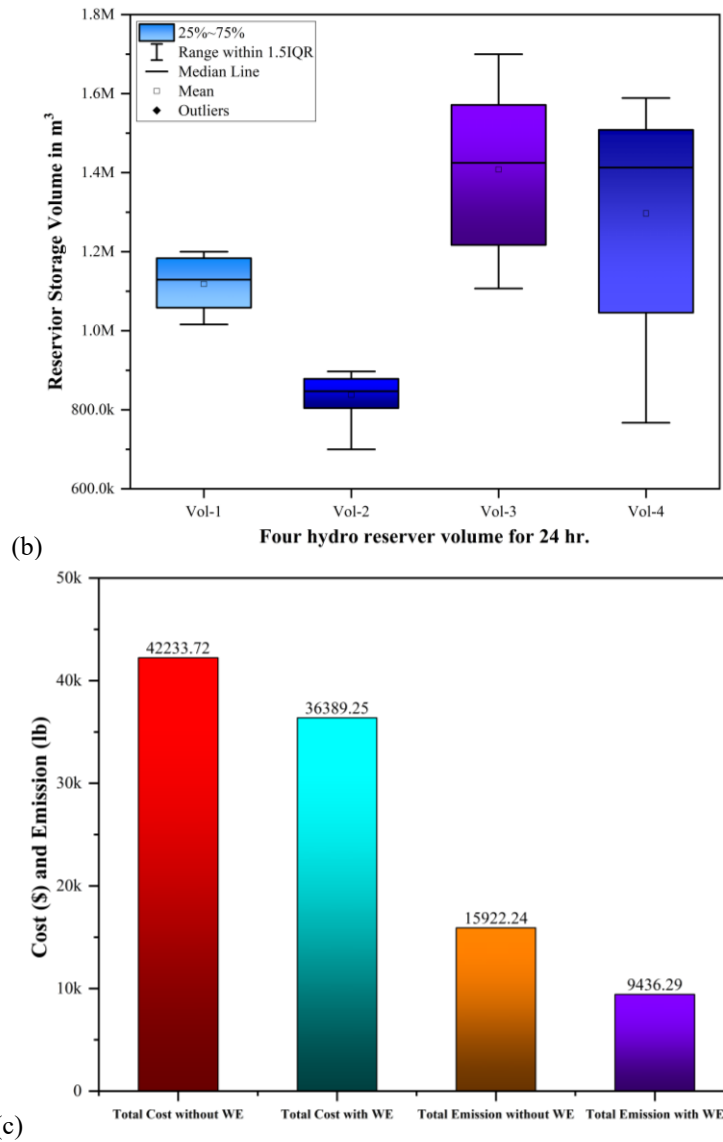 1.8M
25%~75%
Range within 1.5IQR
Median Line
Mean
Outliers
1.6M
1.4M
1.2M
1.0M
800.0k
600.0k
Reservior Storage Volume in m³
Vol-1 Vol-2 Vol-3 Vol-4
(b)
Four hydro reserver volume for 24 hr.
50k
42233.72
40k
36389.25
30k
20k
15922.24
10k
9436.29
0
Cost ($) and Emission (lb)
Total Cost without WE Total Cost with WE Total Emission without WE Total Emission with WE
(c)